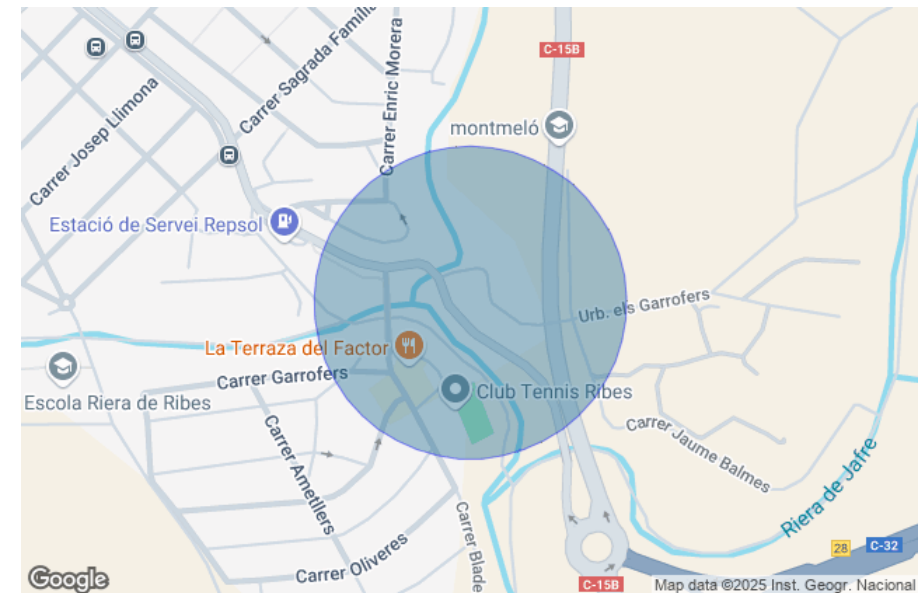 C-15B
Carrer Sagrada Família
Carrer Enric Morera
Carrer Josep Llimona
montmeló
Estació de Servei Repsol
Urb. els Garrofers
La Terraza del Factor
Carrer Garrofers
Club Tennis Ribes
Escola Riera de Ribes
Carrer Ametllers
Carrer Jaume Balmes
Riera de Jafre
Carrer Blade
Carrer Oliveres
28
C-32
Google
C-15B
Map data ©2025 Inst. Geogr. Nacional